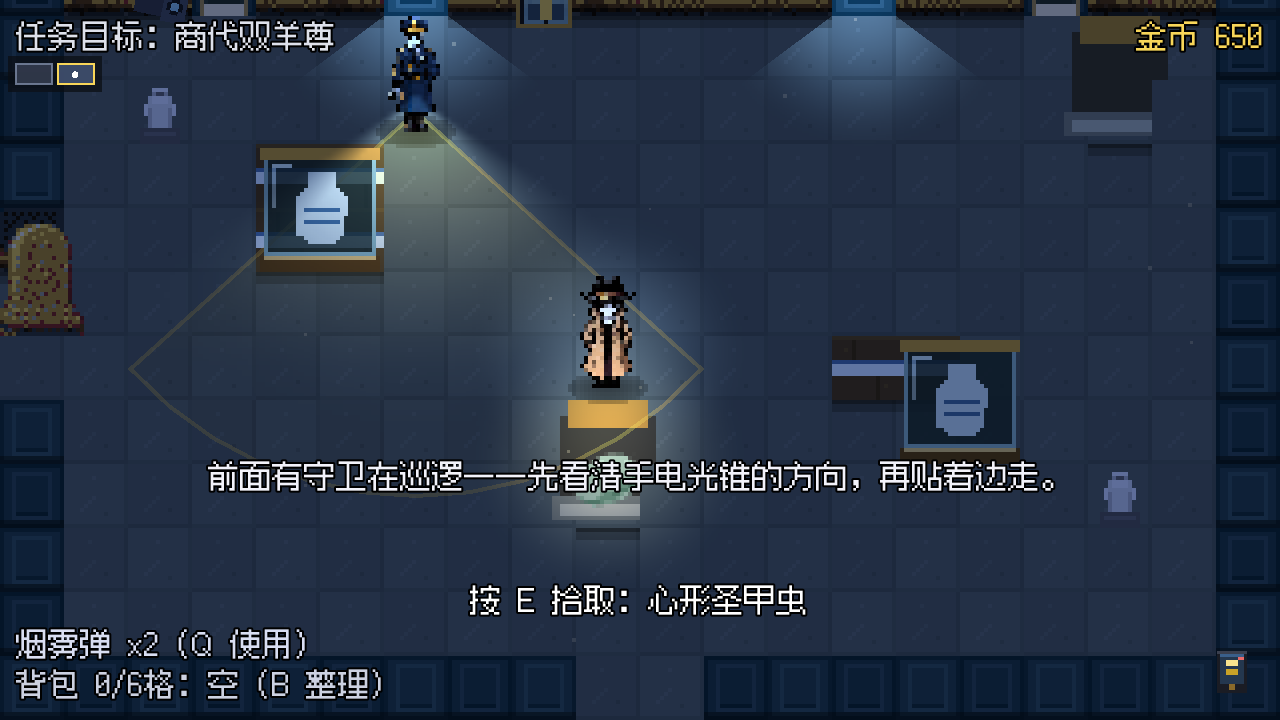 任务目标：商代双羊尊
金币 650
前面有守卫在巡逻——先看清手电光锥的方向，再贴着边走。
按 E 拾取：心形圣甲虫
烟雾弹 x2（Q 使用）
背包 0/6格：空（B 整理）